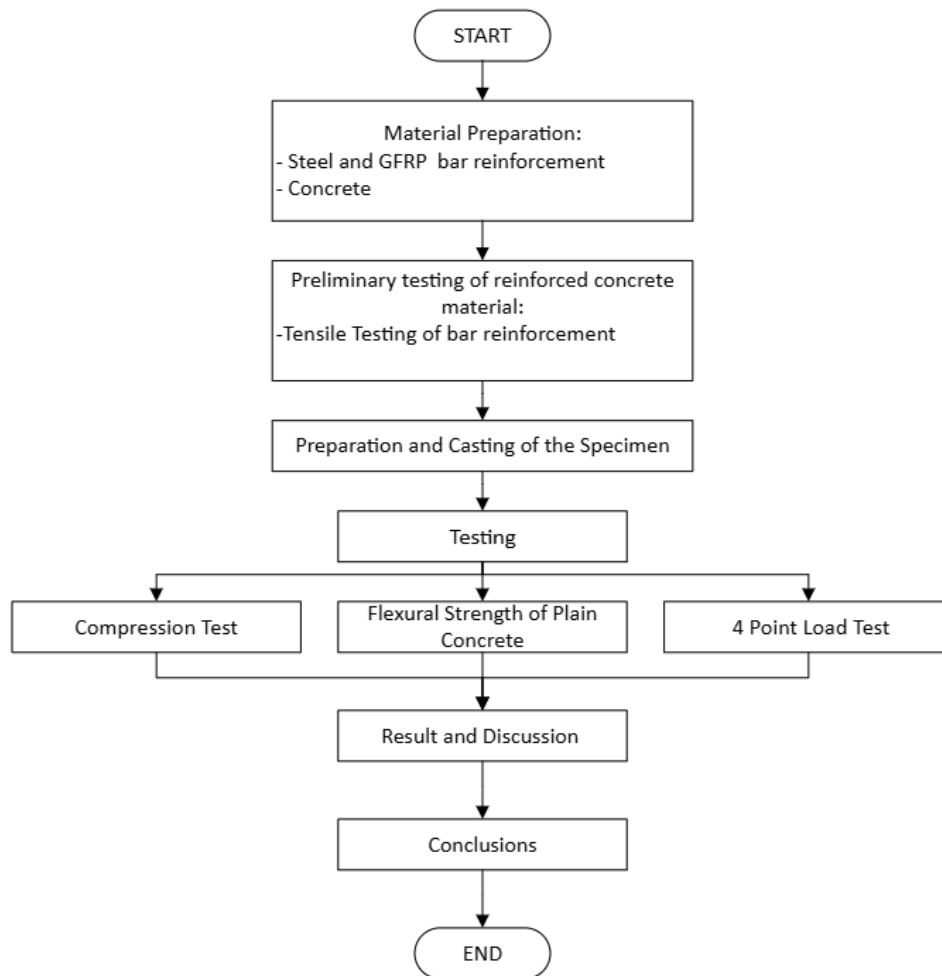 START
Material Preparation:
- Steel and GFRP bar reinforcement
- Concrete
Preliminary testing of reinforced concrete
material:
-Tensile Testing of bar reinforcement
Preparation and Casting of the Specimen
Testing
Compression Test
Flexural Strength of Plain
Concrete
4 Point Load Test
Result and Discussion
Conclusions
END